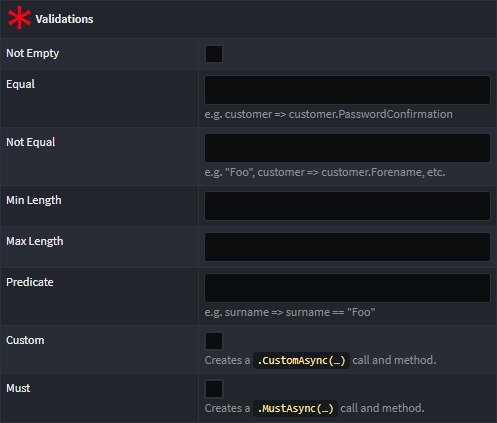 Validations
Not Empty
Equal
e.g. customer => customer.PasswordConfirmation
Not Equal
e.g. "Foo", customer => customer.Forename, etc.
Min Length
Max Length
Predicate
e.g. surname => surname == "Foo"
Custom
Creates a .CustomAsync(…) call and method.
Must
Creates a .MustAsync(…) call and method.